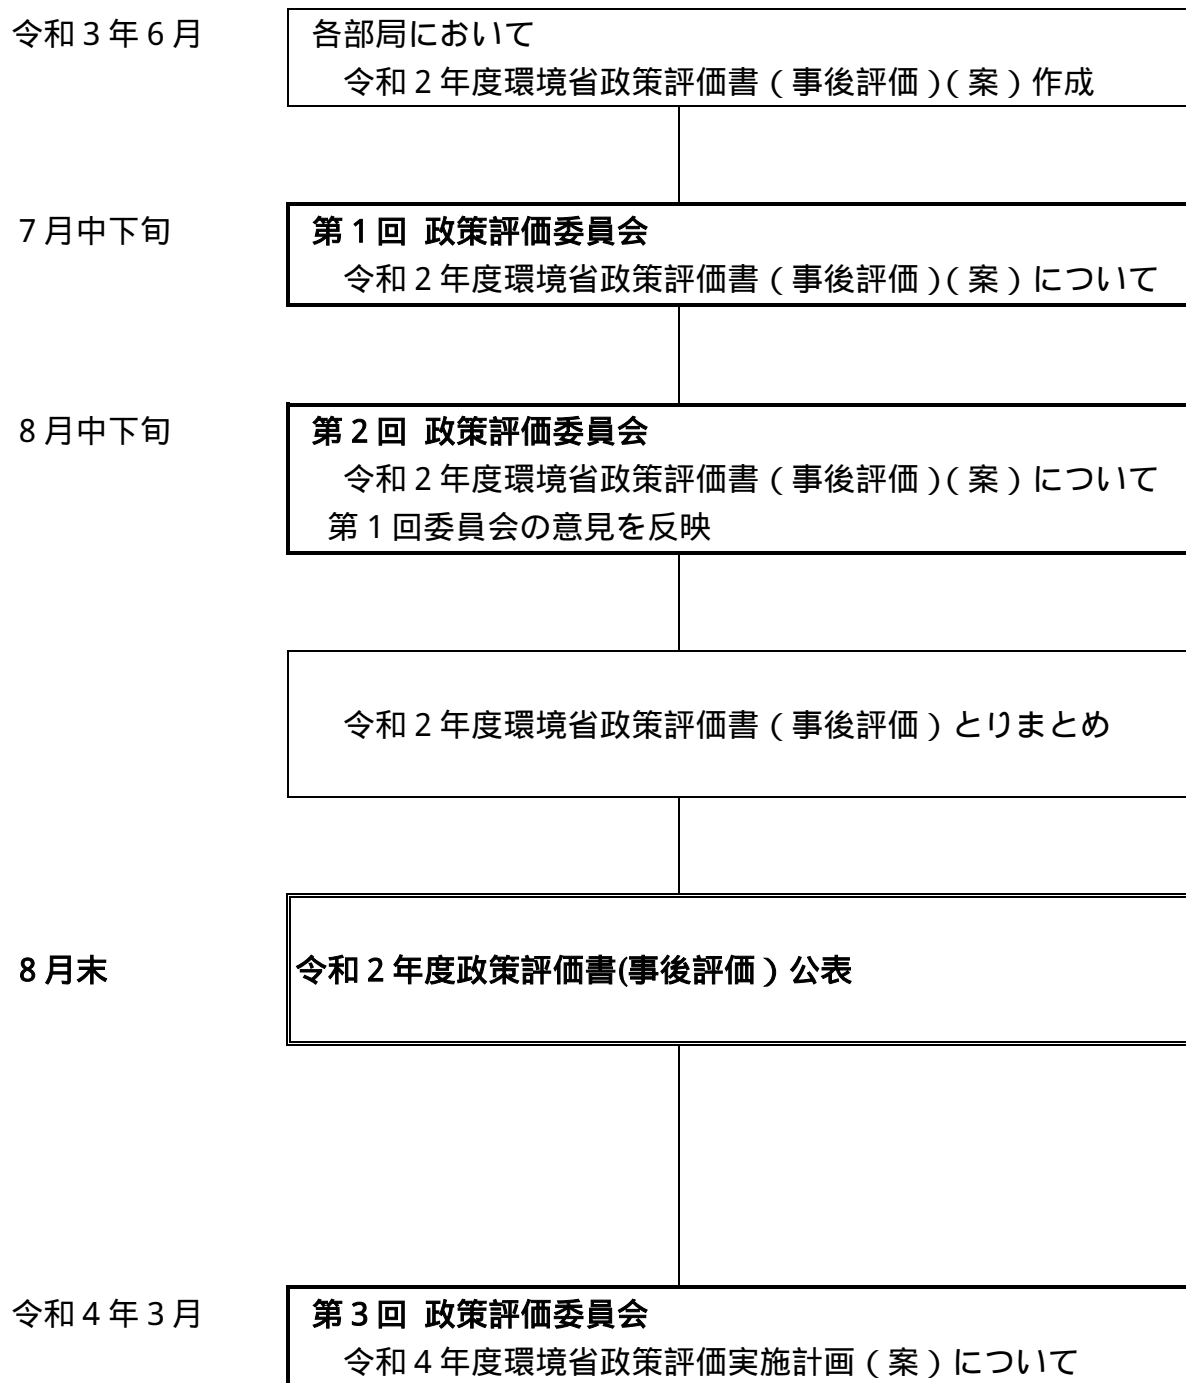 令和３年６月
各部局において
令和２年度環境省政策評価書（事後評価）（案）作成
７月中下旬
第１回 政策評価委員会
令和２年度環境省政策評価書（事後評価）（案）について
８月中下旬
第２回 政策評価委員会
令和２年度環境省政策評価書（事後評価）（案）について
第１回委員会の意見を反映
令和２年度環境省政策評価書（事後評価）とりまとめ
８月末
令和２年度政策評価書(事後評価）公表
令和４年３月
第３回 政策評価委員会
令和４年度環境省政策評価実施計画（案）について